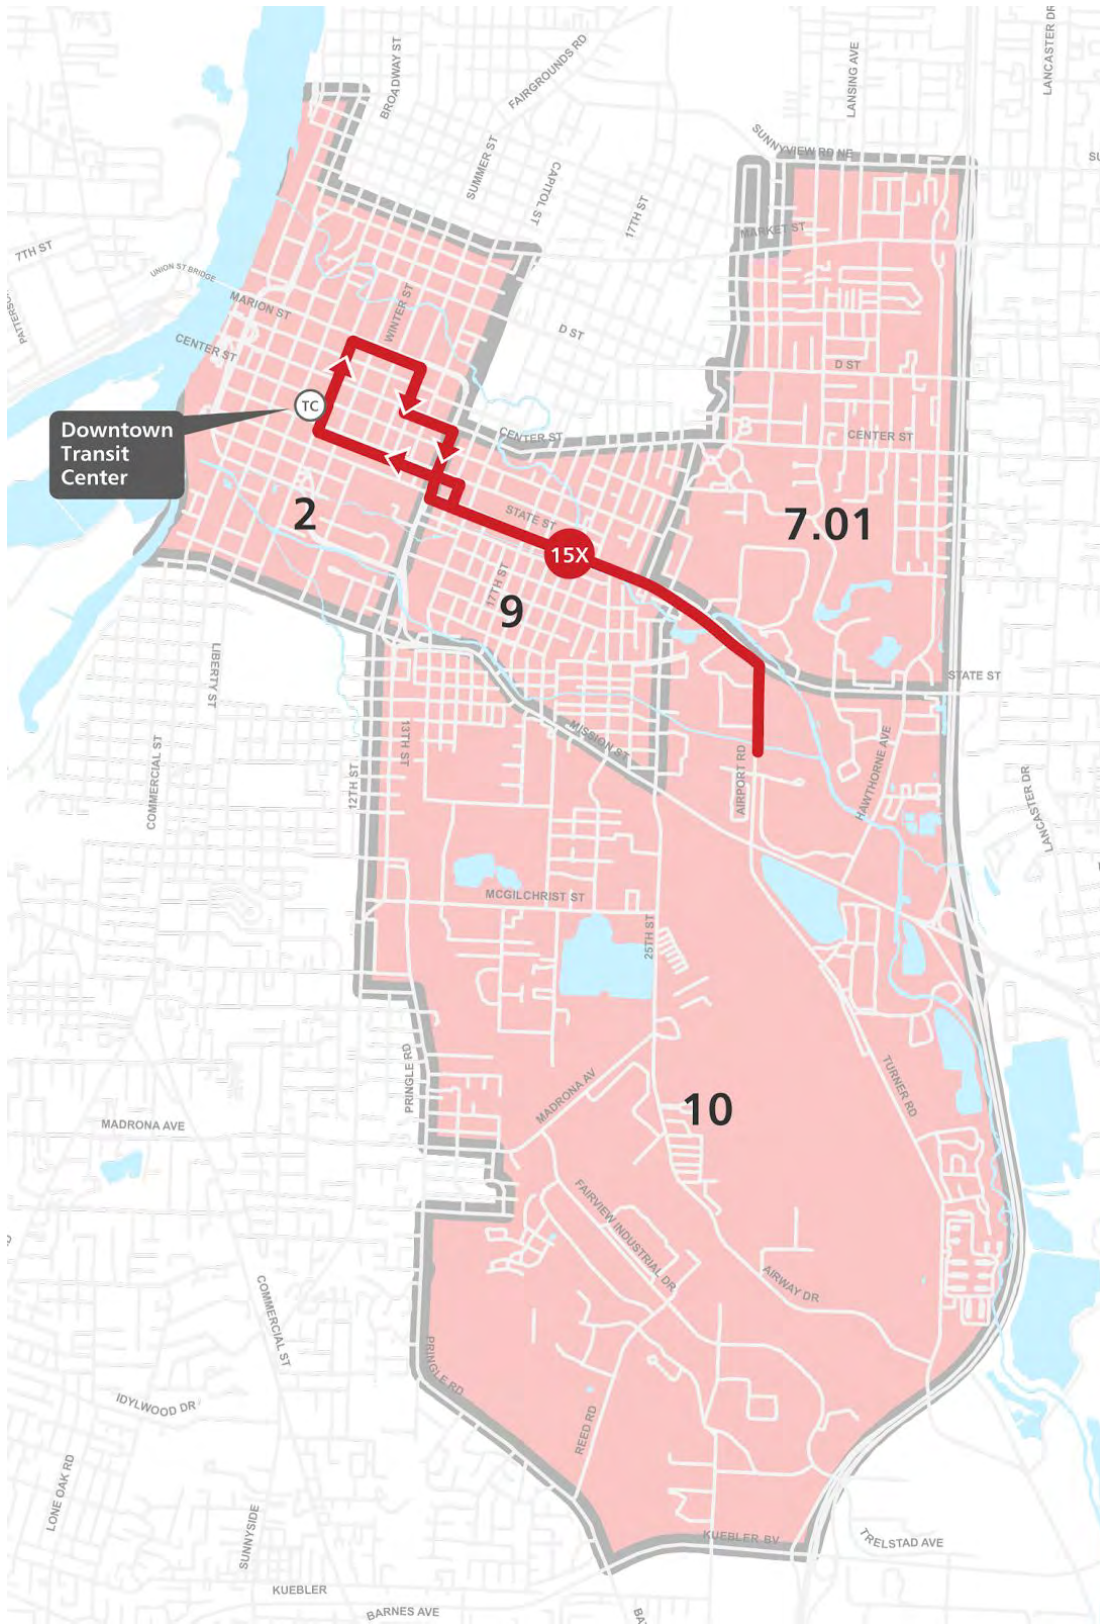 LANCASTER DR
BROADWAY ST
FAIRGROUNDS RD
LANSING AVE
SUNNYVIEW RD NE
SU
SUMMER ST
CAPITOL ST
17TH ST
MARKET ST
7TH ST
UNION ST BRIDGE
MARION ST
WINTER ST
PATTERSO
CENTER ST
D ST
D ST
TC
Downtown
Transit
Center
CENTER ST
CENTER ST
2
STATE ST
7.01
15X
17TH ST
9
LIBERTY ST
STATE ST
13TH ST
MISSION ST
COMMERCIAL ST
12TH ST
AIRPORT RD
HAWTHORNE AVE
LANCASTER DR
MCGILCHRIST ST
25TH ST
PRINGLE RD
MADRONA AV
TURNER RD
10
MADRONA AVE
FAIRVIEW INDUSTRIAL DR
AIRWAY DR
COMMERCIAL ST
PRINGLE RD
IDYLWOOD DR
REED RD
LONE OAK RD
SUNNYSIDE
KUEBLER BV
TRELSTAD AVE
KUEBLER
BARNES AVE
BA